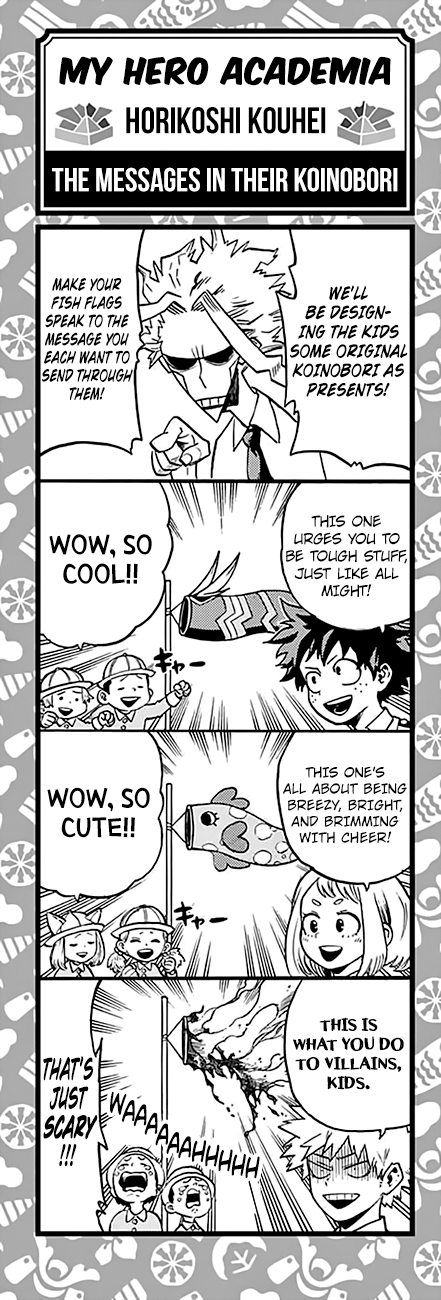 MY HERO ACADEMIA
HORIKOSHI KOUHEI
THE MESSAGES IN THEIR KOINOBORI
WE'LL
BE DESIGN-
ING THE KIDS
SOME ORIGINAL
KOINOBORI AS
PRESENTS!
MAKE YOUR
FISH FLAGS
SPEAK TO THE
MESSAGE YOU
EACH WANT TO
SEND THROUGH
THEM!
THIS ONE
URGES YOU TO
BE TOUGH STUFF,
JUST LIKE ALL
MIGHT!
WOW, SO
COOL!!
キャー
THIS ONE'S
ALL ABOUT BEING
BREEZY, BRIGHT,
AND BRIMMING
WITH CHEER!
WOW, SO
CUTE!!
キャー
THIS IS
WHAT YOU DO
TO VILLAINS,
KIDS.
WAAAAAAHHHHH
THAT'S
JUST
SCARY
!!!